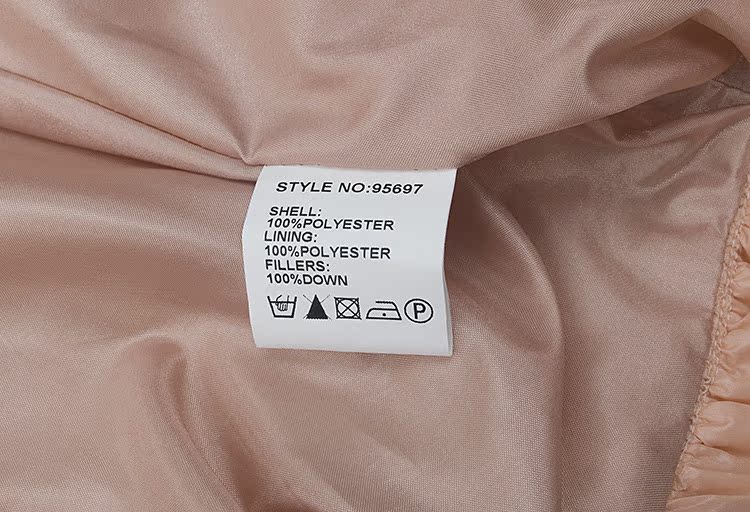 STYLE NO:95697
SHELL:
100%POLYESTER
LINING:
100%POLYESTER
FILLERS:
100%DOWN
P